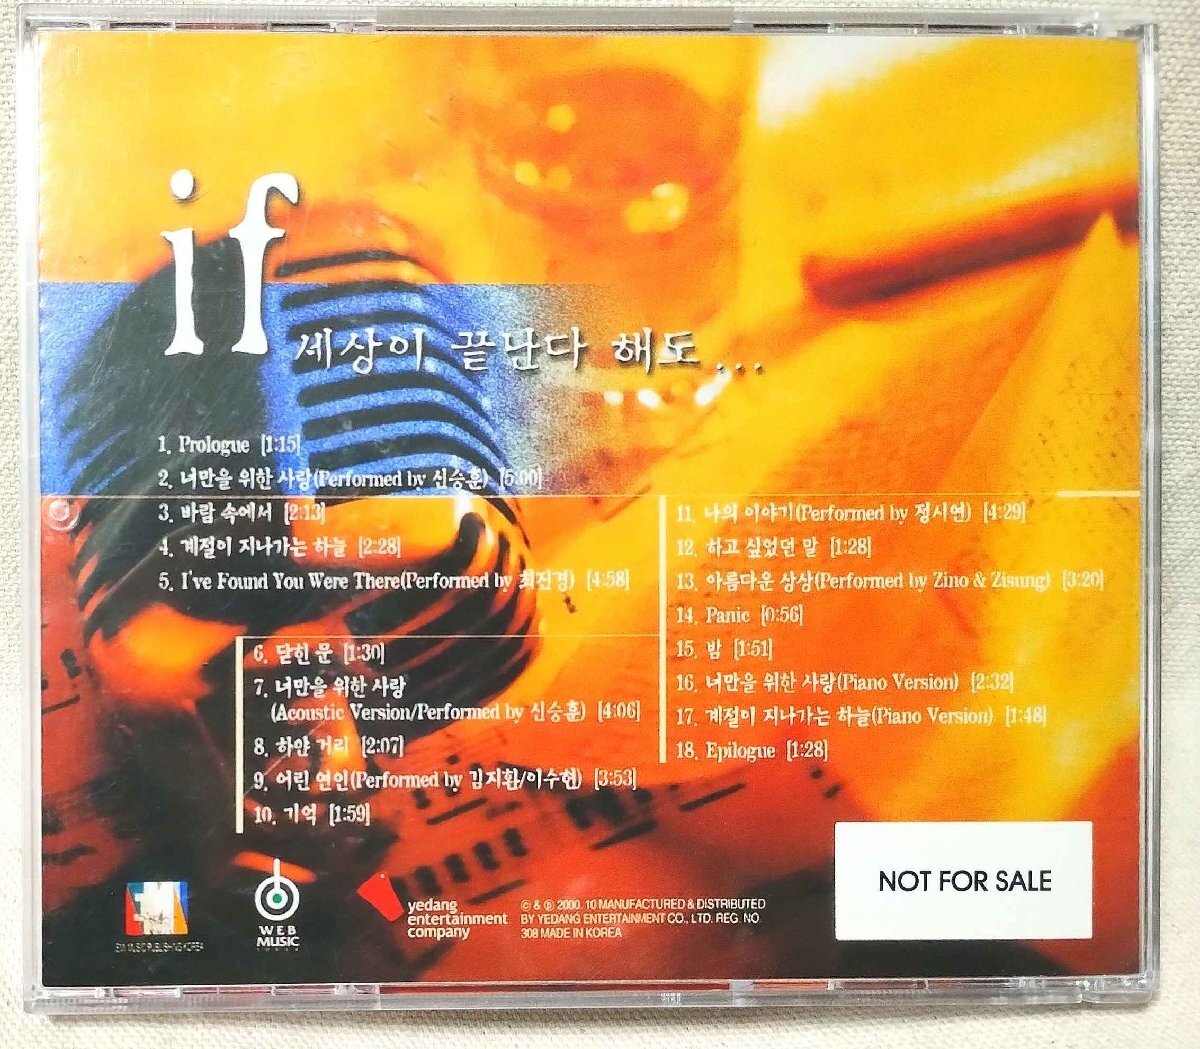 if
세상이 끝난다 해도...
1. Prologue [1:15]
2. 너만을 위한 사랑(Performed by 신승훈) [5:00]
3. 바람 속에서 [2:13]
4. 계절이 지나가는 하늘 [2:28]
5. I've Found You Were There(Performed by 최진경) [4:58]
6. 닫힌 문 [1:30]
7. 너만을 위한 사랑
(Acoustic Version/Performed by 신승훈) [4:06]
8. 하얀 거리 [2:07]
9. 어린 연인(Performed by 김지환/이수현) [3:53]
10. 기억 [1:59]
11. 나의 이야기(Performed by 정시연) [4:29]
12. 하고 싶었던 말 [1:28]
13. 아름다운 상상(Performed by Zino & Zisung) [3:20]
14. Panic [0:56]
15. 밤 [1:51]
16. 너만을 위한 사랑(Piano Version) [2:32]
17. 계절이 지나가는 하늘(Piano Version) [1:48]
18. Epilogue [1:28]
NOT FOR SALE
WEB
MUSIC
yedang
entertainment
company
© & ℗ 2000. 10 MANUFACTURED & DISTRIBUTED
BY YEDANG ENTERTAINMENT CO., LTD. REG. NO
308 MADE IN KOREA